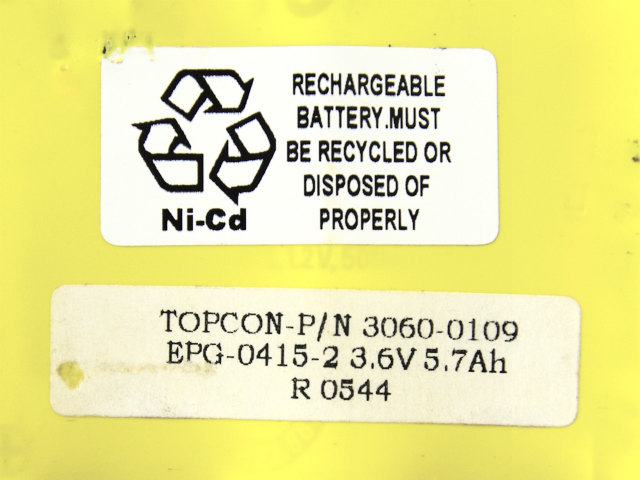 RECHARGEABLE
BATTERY.MUST
BE RECYCLED OR
DISPOSED OF
PROPERLY
Ni-Cd
TOPCON-P/N 3060-0109
EPG-0415-2 3.6V 5.7Ah
R 0544